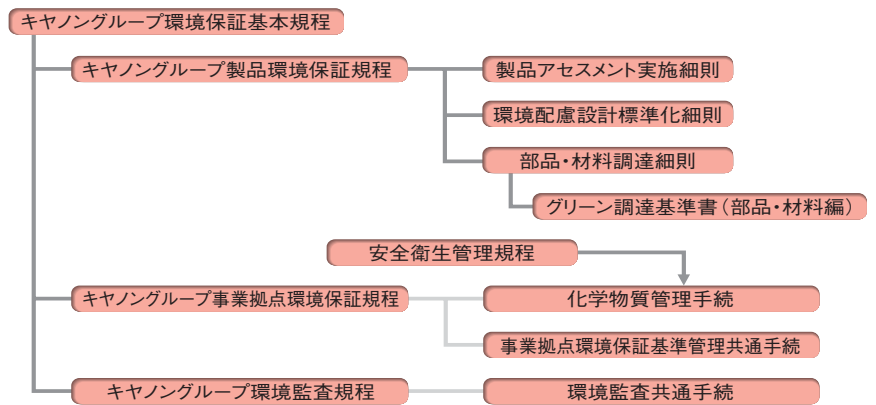 キヤノングループ環境保証基本規程
キヤノングループ製品環境保証規程
製品アセスメント実施細則
環境配慮設計標準化細則
部品・材料調達細則
グリーン調達基準書（部品・材料編）
安全衛生管理規程
キヤノングループ事業拠点環境保証規程
化学物質管理手続
事業拠点環境保証基準管理共通手続
キヤノングループ環境監査規程
環境監査共通手続